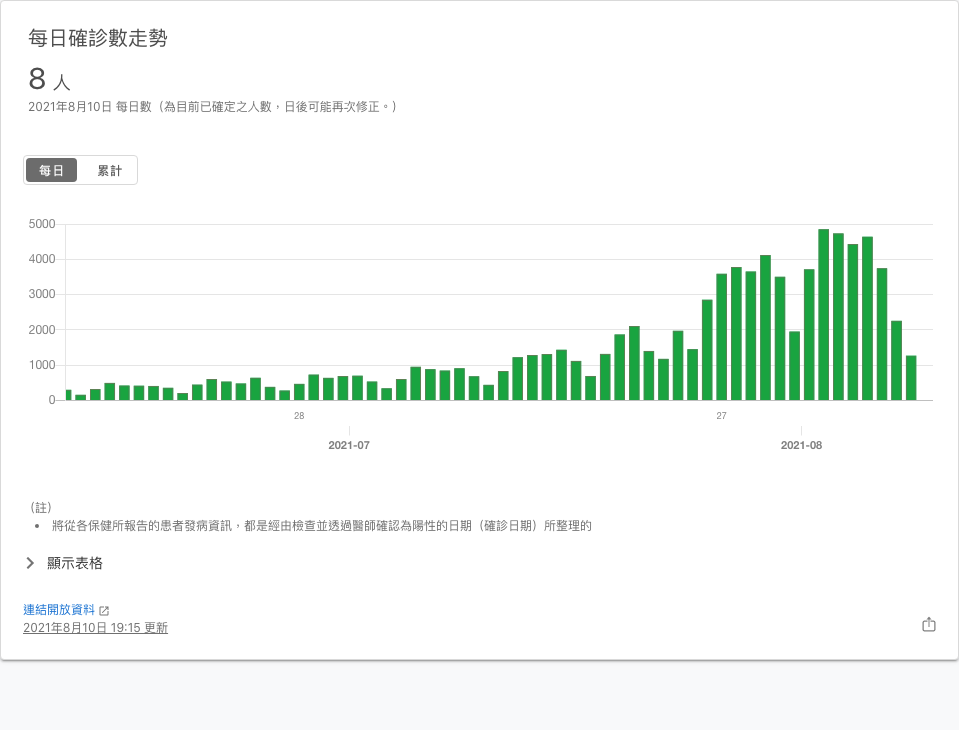 每日確診數走勢
8 人
2021年8月10日 每日數（為目前已確定之人數，日後可能再次修正。）
每日 累計
5000
4000
3000
2000
1000
0
28 27
2021-07 2021-08
（註）
• 將從各保健所報告的患者發病資訊，都是經由檢查並透過醫師確認為陽性的日期（確診日期）所整理的
顯示表格
連結開放資料
2021年8月10日 19:15 更新